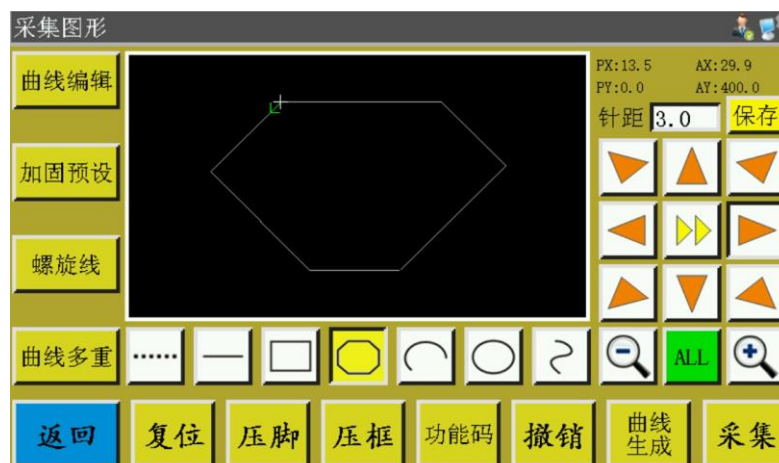 采集图形
曲线编辑
PX:13.5 AX:29.9
PY:0.0 AY:400.0
针距 3.0 保存
加固预设
螺旋线
曲线多重
ALL
返回 复位 压脚 压框 功能码 撤销 曲线生成 采集